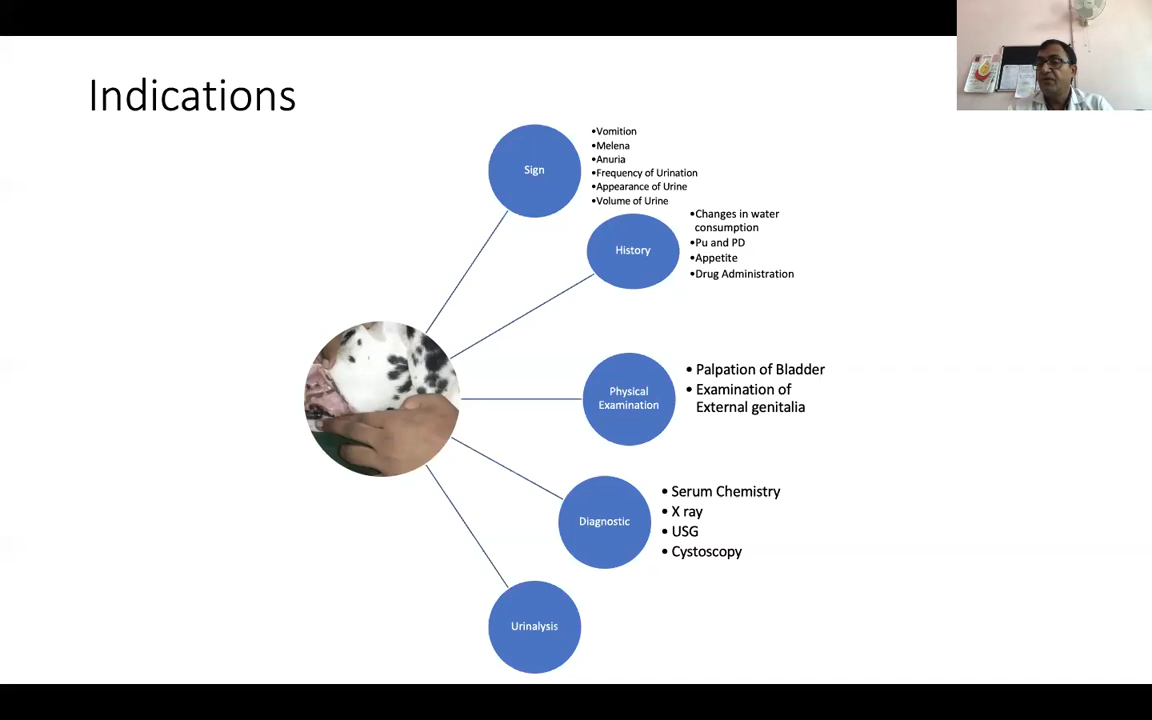 Indications
Sign
•Vomition
•Melena
•Anuria
•Frequency of Urination
•Appearance of Urine
•Volume of Urine
History
•Changes in water
consumption
•Pu and PD
•Appetite
•Drug Administration
Physical
Examination
• Palpation of Bladder
• Examination of
External genitalia
Diagnostic
• Serum Chemistry
• X ray
• USG
• Cystoscopy
Urinalysis